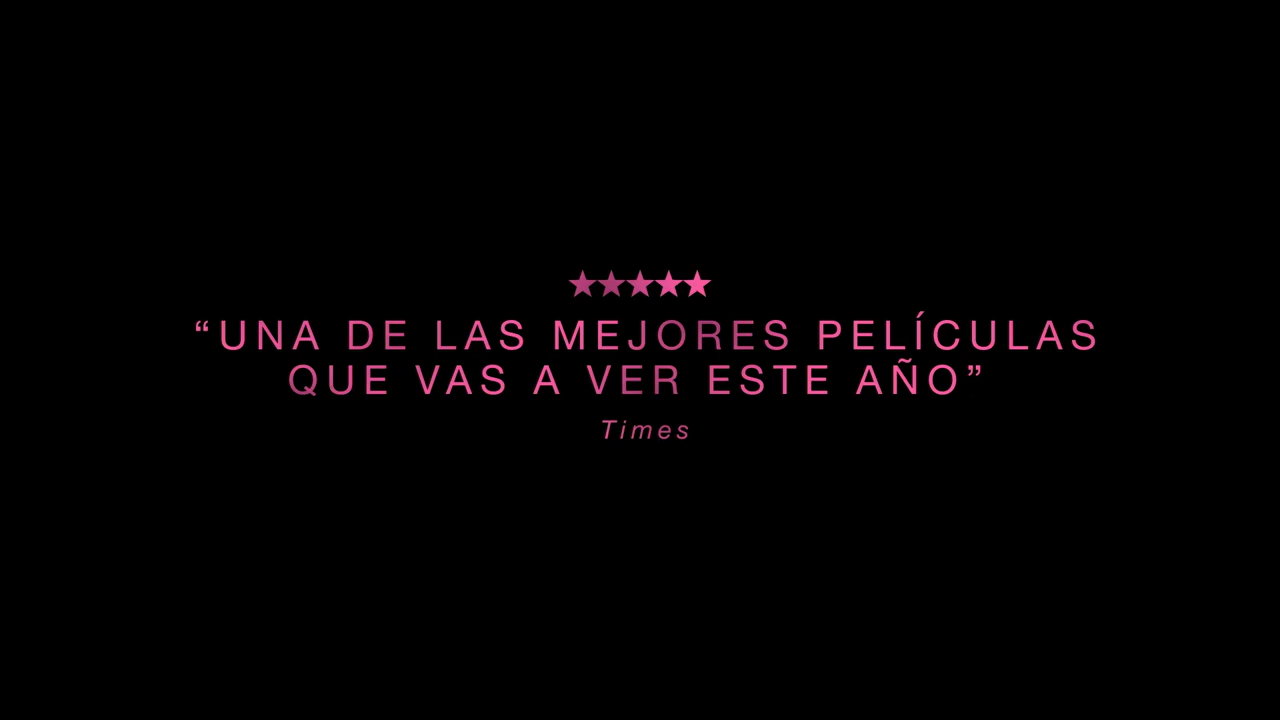 ★★★★★
“UNA DE LAS MEJORES PELÍCULAS
QUE VAS A VER ESTE AÑO”
Times